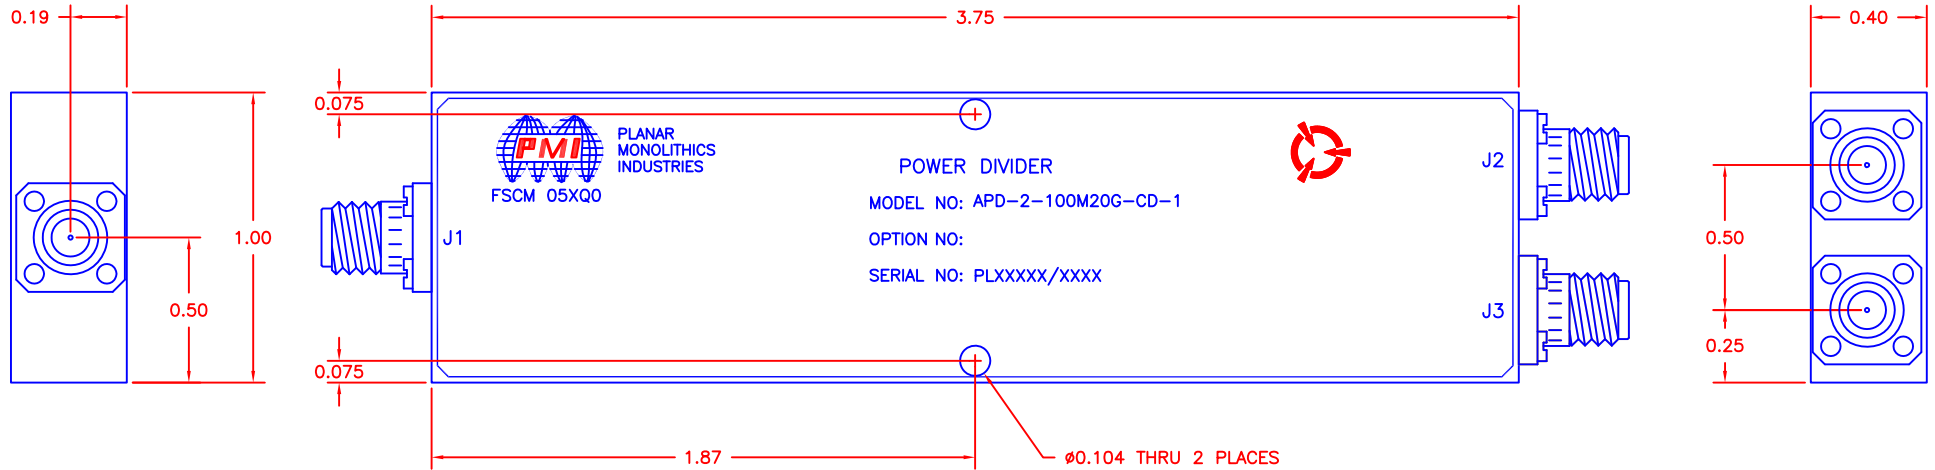 0.19
3.75
0.40
0.075
PMI
PLANAR
MONOLITHICS
INDUSTRIES
FSCM 05XQ0
POWER DIVIDER
MODEL NO: APD-2-100M20G-CD-1
OPTION NO:
SERIAL NO: PLXXXXX/XXXX
J1
J2
J3
1.00
0.50
0.50
0.25
0.075
1.87
ø0.104 THRU 2 PLACES